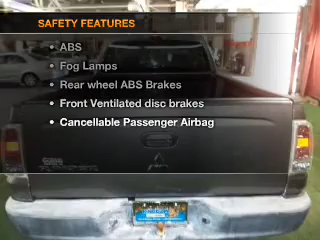 SAFETY FEATURES
• ABS
• Fog Lamps
• Rear wheel ABS Brakes
• Front Ventilated disc brakes
• Cancellable Passenger Airbag